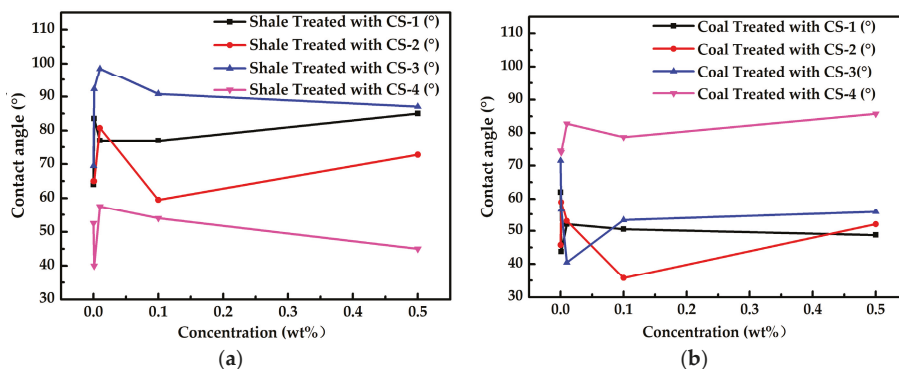 110
100
90
80
70
60
50
40
30
Contact angle (°)
Shale Treated with CS-1 (°)
Shale Treated with CS-2 (°)
Shale Treated with CS-3 (°)
Shale Treated with CS-4 (°)
0.0 0.1 0.2 0.3 0.4 0.5
Concentration (wt%）
(a)
110
100
90
80
70
60
50
40
30
Contact angle (°)
Coal Treated with CS-1 (°)
Coal Treated with CS-2 (°)
Coal Treated with CS-3(°)
Coal Treated with CS-4 (°)
0.0 0.1 0.2 0.3 0.4 0.5
Concentration (wt%）
(b)